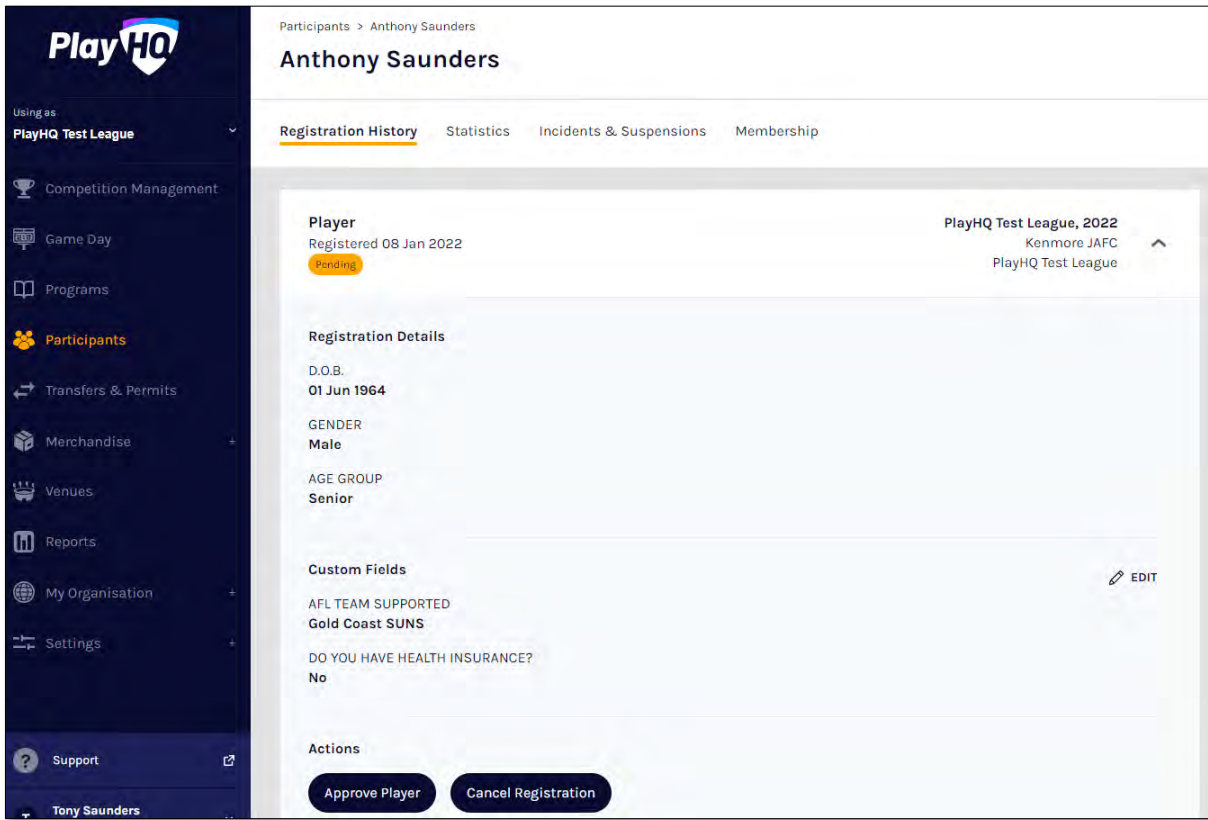 PlayHQ
Using as
PlayHQ Test League
Competition Management
Game Day
Programs
Participants
Transfers & Permits
Merchandise +
Venues
Reports
My Organisation +
Settings +
? Support
Tony Saunders
Participants > Anthony Saunders
Anthony Saunders
Registration History Statistics Incidents & Suspensions Membership
Player
Registered 08 Jan 2022
Pending
PlayHQ Test League, 2022
Kenmore JAFC
PlayHQ Test League
Registration Details
D.O.B.
01 Jun 1964
GENDER
Male
AGE GROUP
Senior
Custom Fields
EDIT
AFL TEAM SUPPORTED
Gold Coast SUNS
DO YOU HAVE HEALTH INSURANCE?
No
Actions
Approve Player Cancel Registration